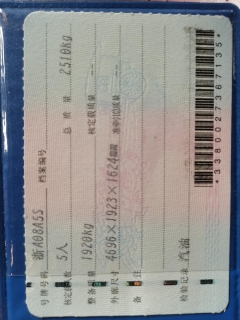 号牌号码 浙A08A5S 档案编号
核定载人数 5人 总质量 2510kg
整备质量 1920kg 核定载质量 --
外廓尺寸 4696×1923×1624mm 准牵引总质量 --
备注
检验记录 汽油
*3380027367135*